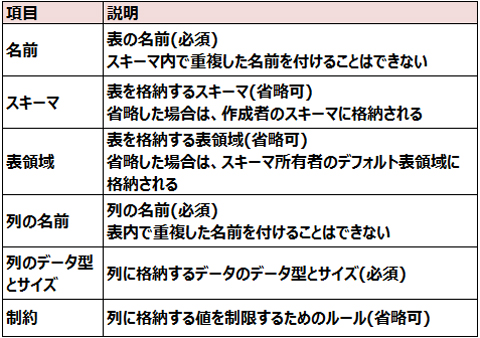 項目 説明
名前 表の名前(必須)
スキーマ内で重複した名前を付けることはできない
スキーマ 表を格納するスキーマ(省略可)
省略した場合は、作成者のスキーマに格納される
表領域 表を格納する表領域(省略可)
省略した場合は、スキーマ所有者のデフォルト表領域に
格納される
列の名前 列の名前(必須)
表内で重複した名前を付けることはできない
列のデータ型
とサイズ
列に格納するデータのデータ型とサイズ(必須)
制約 列に格納する値を制限するためのルール(省略可)